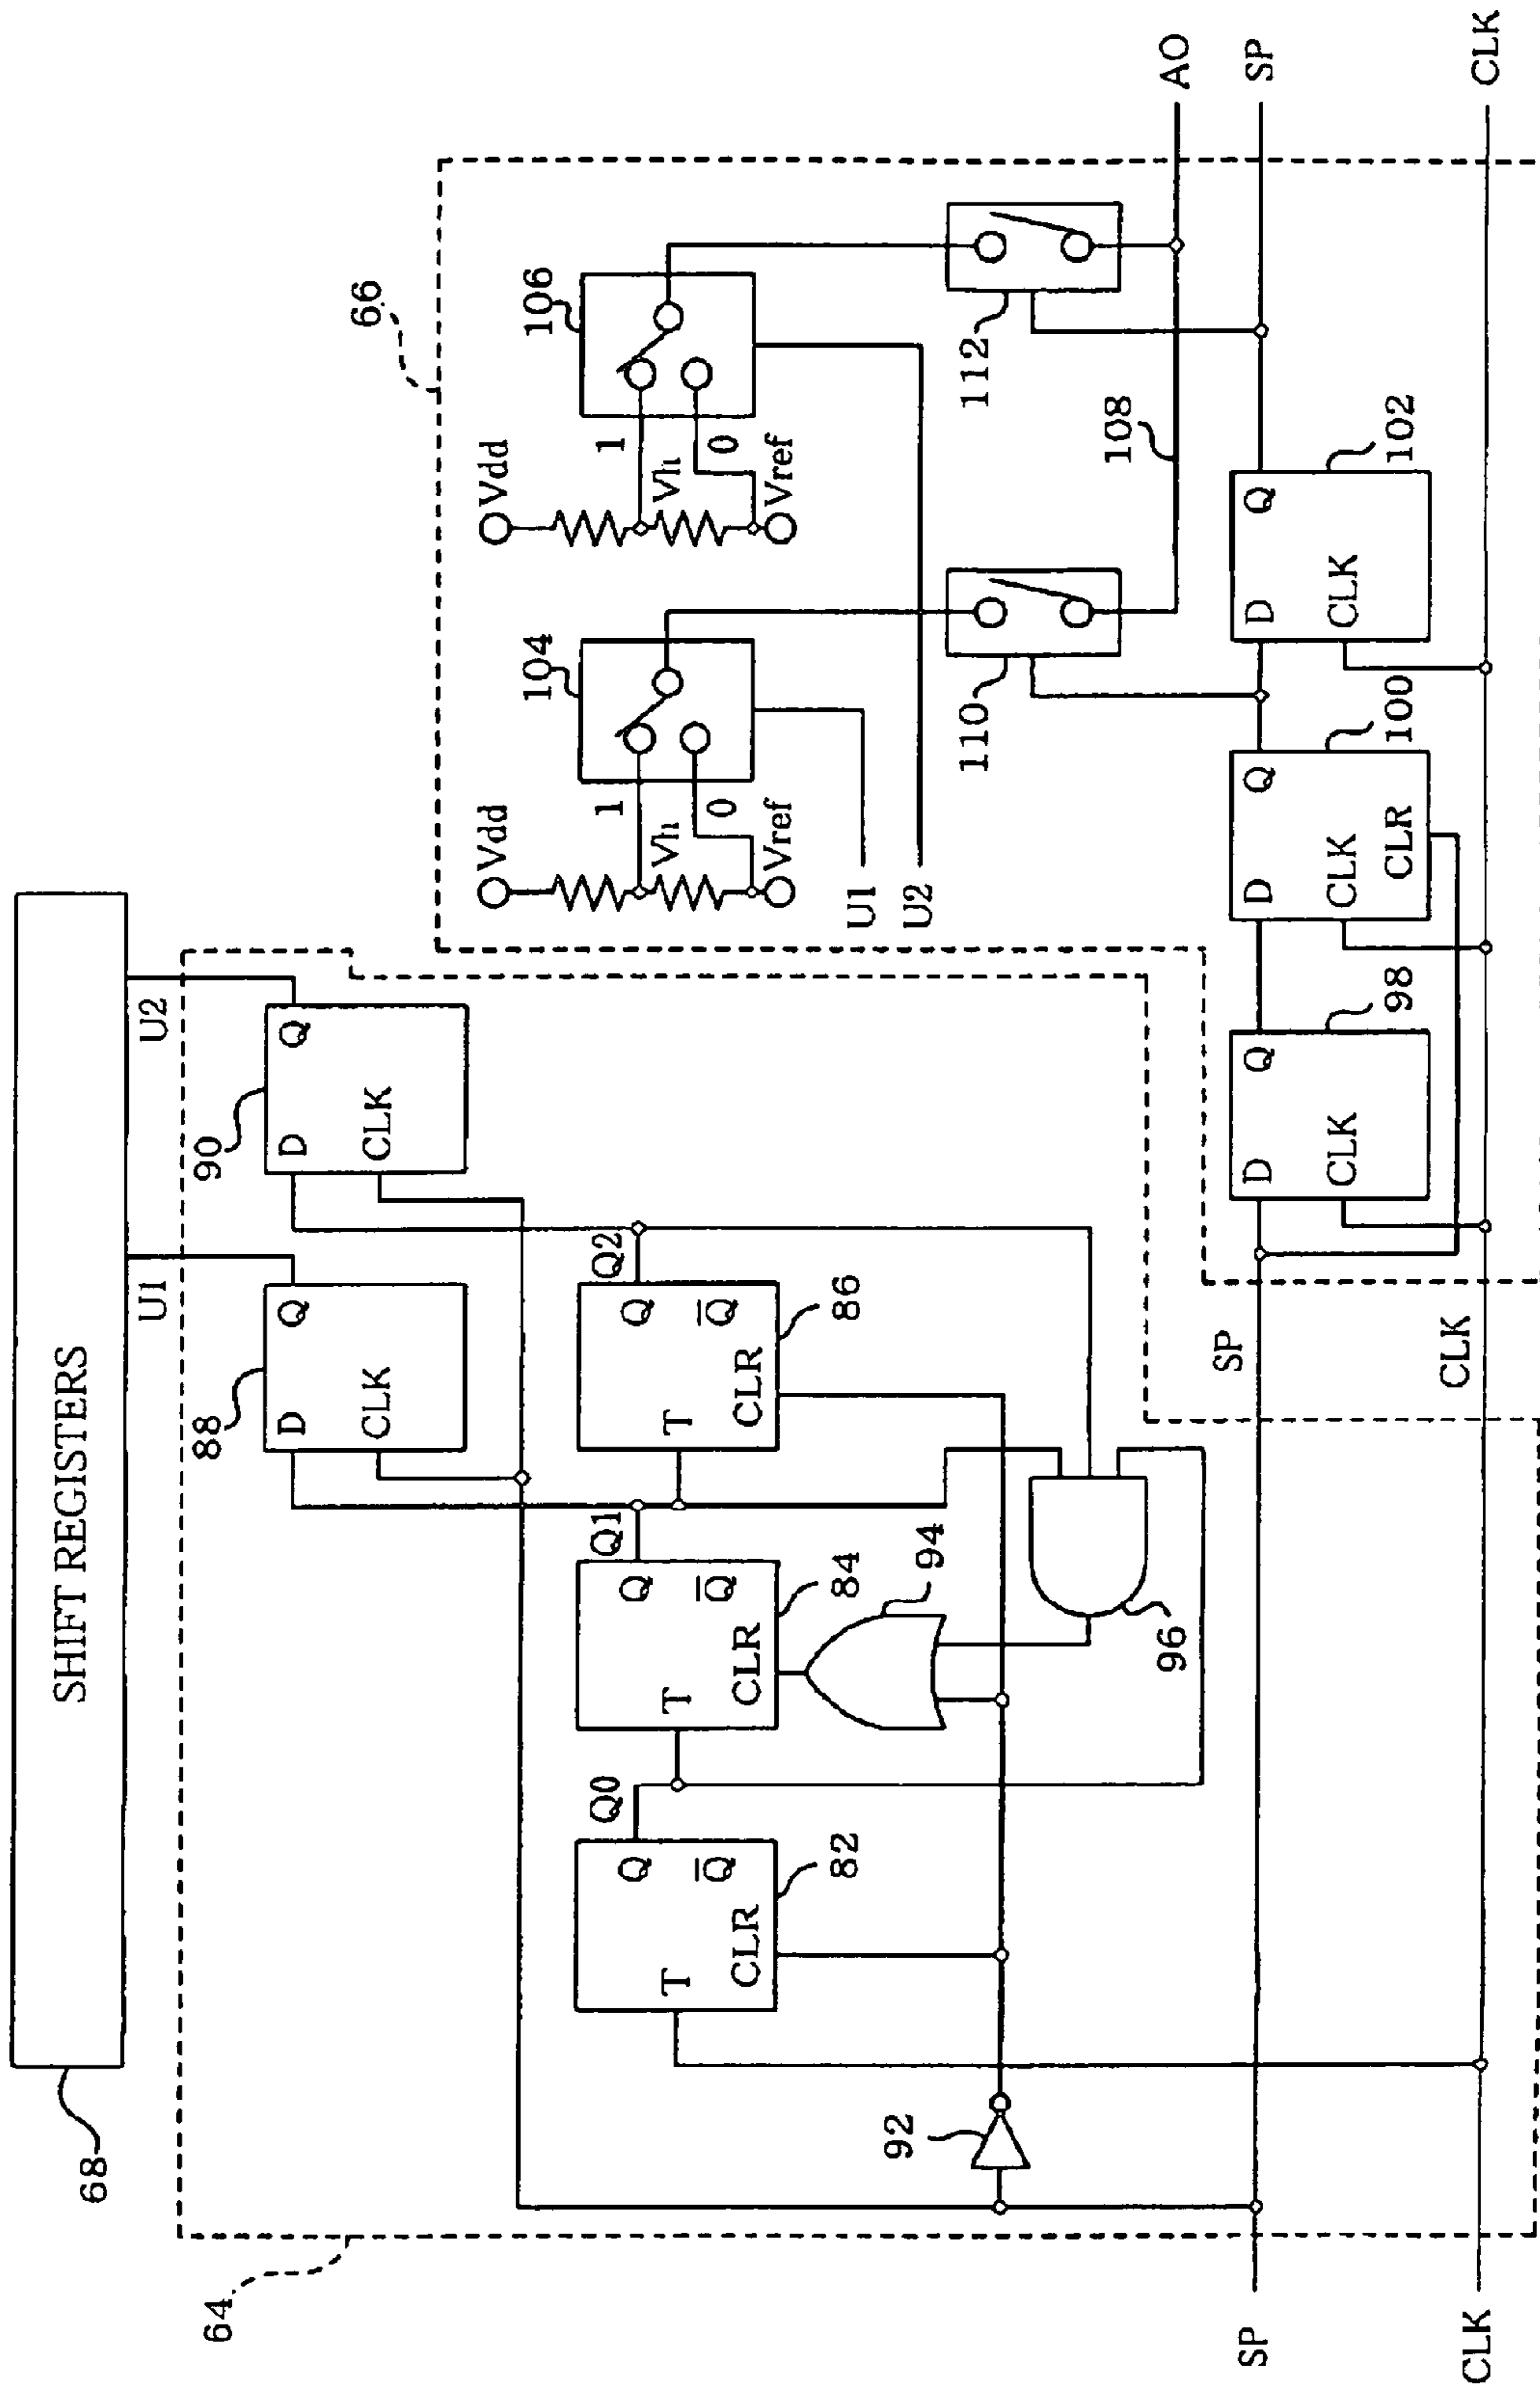 SHIFT REGISTERS
68
U1
U2
64
88
D
Q
CLK
90
D
Q
CLK
Q0
Q1
Q2
T
Q
Q
CLR
82
T
Q
Q
CLR
84
T
Q
Q
CLR
86
92
94
96
66
Vdd
1
Vh
0
Vref
104
Vdd
1
Vh
0
Vref
106
U1
U2
110
112
108
AO
SP
SP
D
Q
CLK
98
D
Q
CLK
CLR
100
D
Q
CLK
102
SP
CLK
CLK
CLK